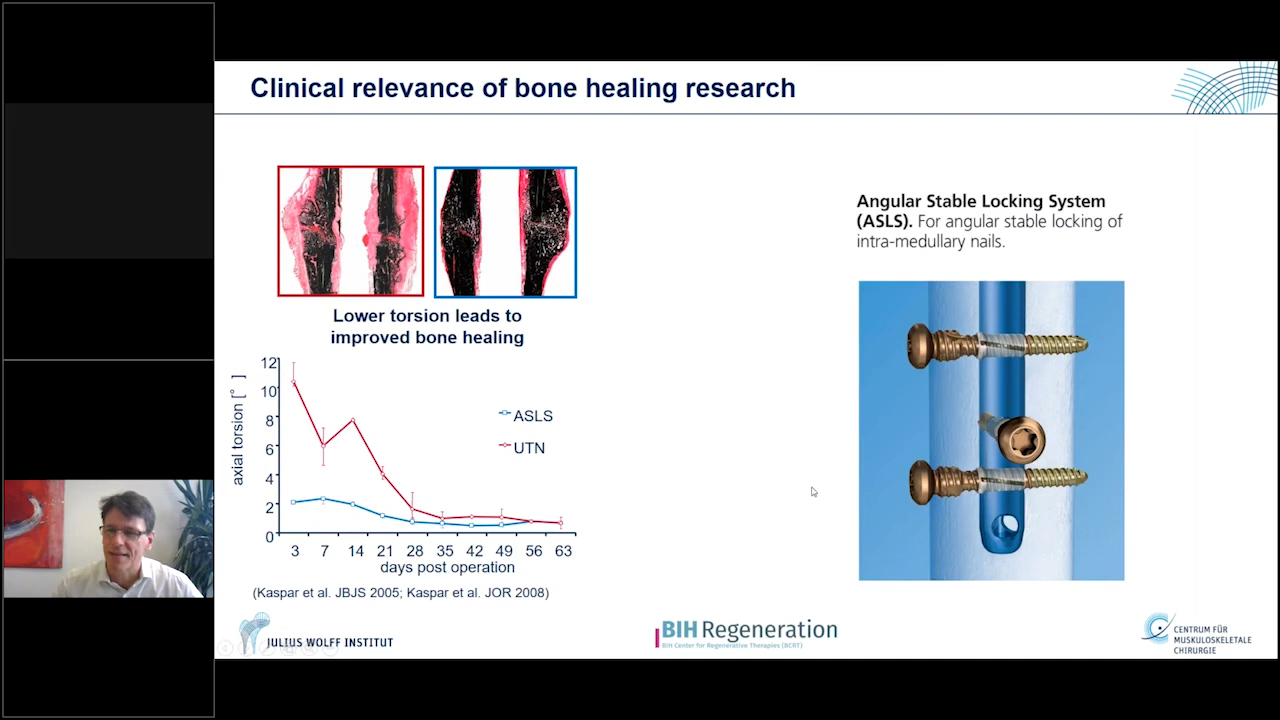 Clinical relevance of bone healing research
Lower torsion leads to
improved bone healing
axial torsion [°]
12
10
8
6
4
2
0
ASLS
UTN
3 7 14 21 28 35 42 49 56 63
days post operation
(Kaspar et al. JBJS 2005; Kaspar et al. JOR 2008)
Angular Stable Locking System
(ASLS). For angular stable locking of
intra-medullary nails.
JULIUS WOLFF INSTITUT
BIH Regeneration
BIH Center for Regenerative Therapies (BCRT)
CENTRUM FÜR
MUSKULOSKELETALE
CHIRURGIE